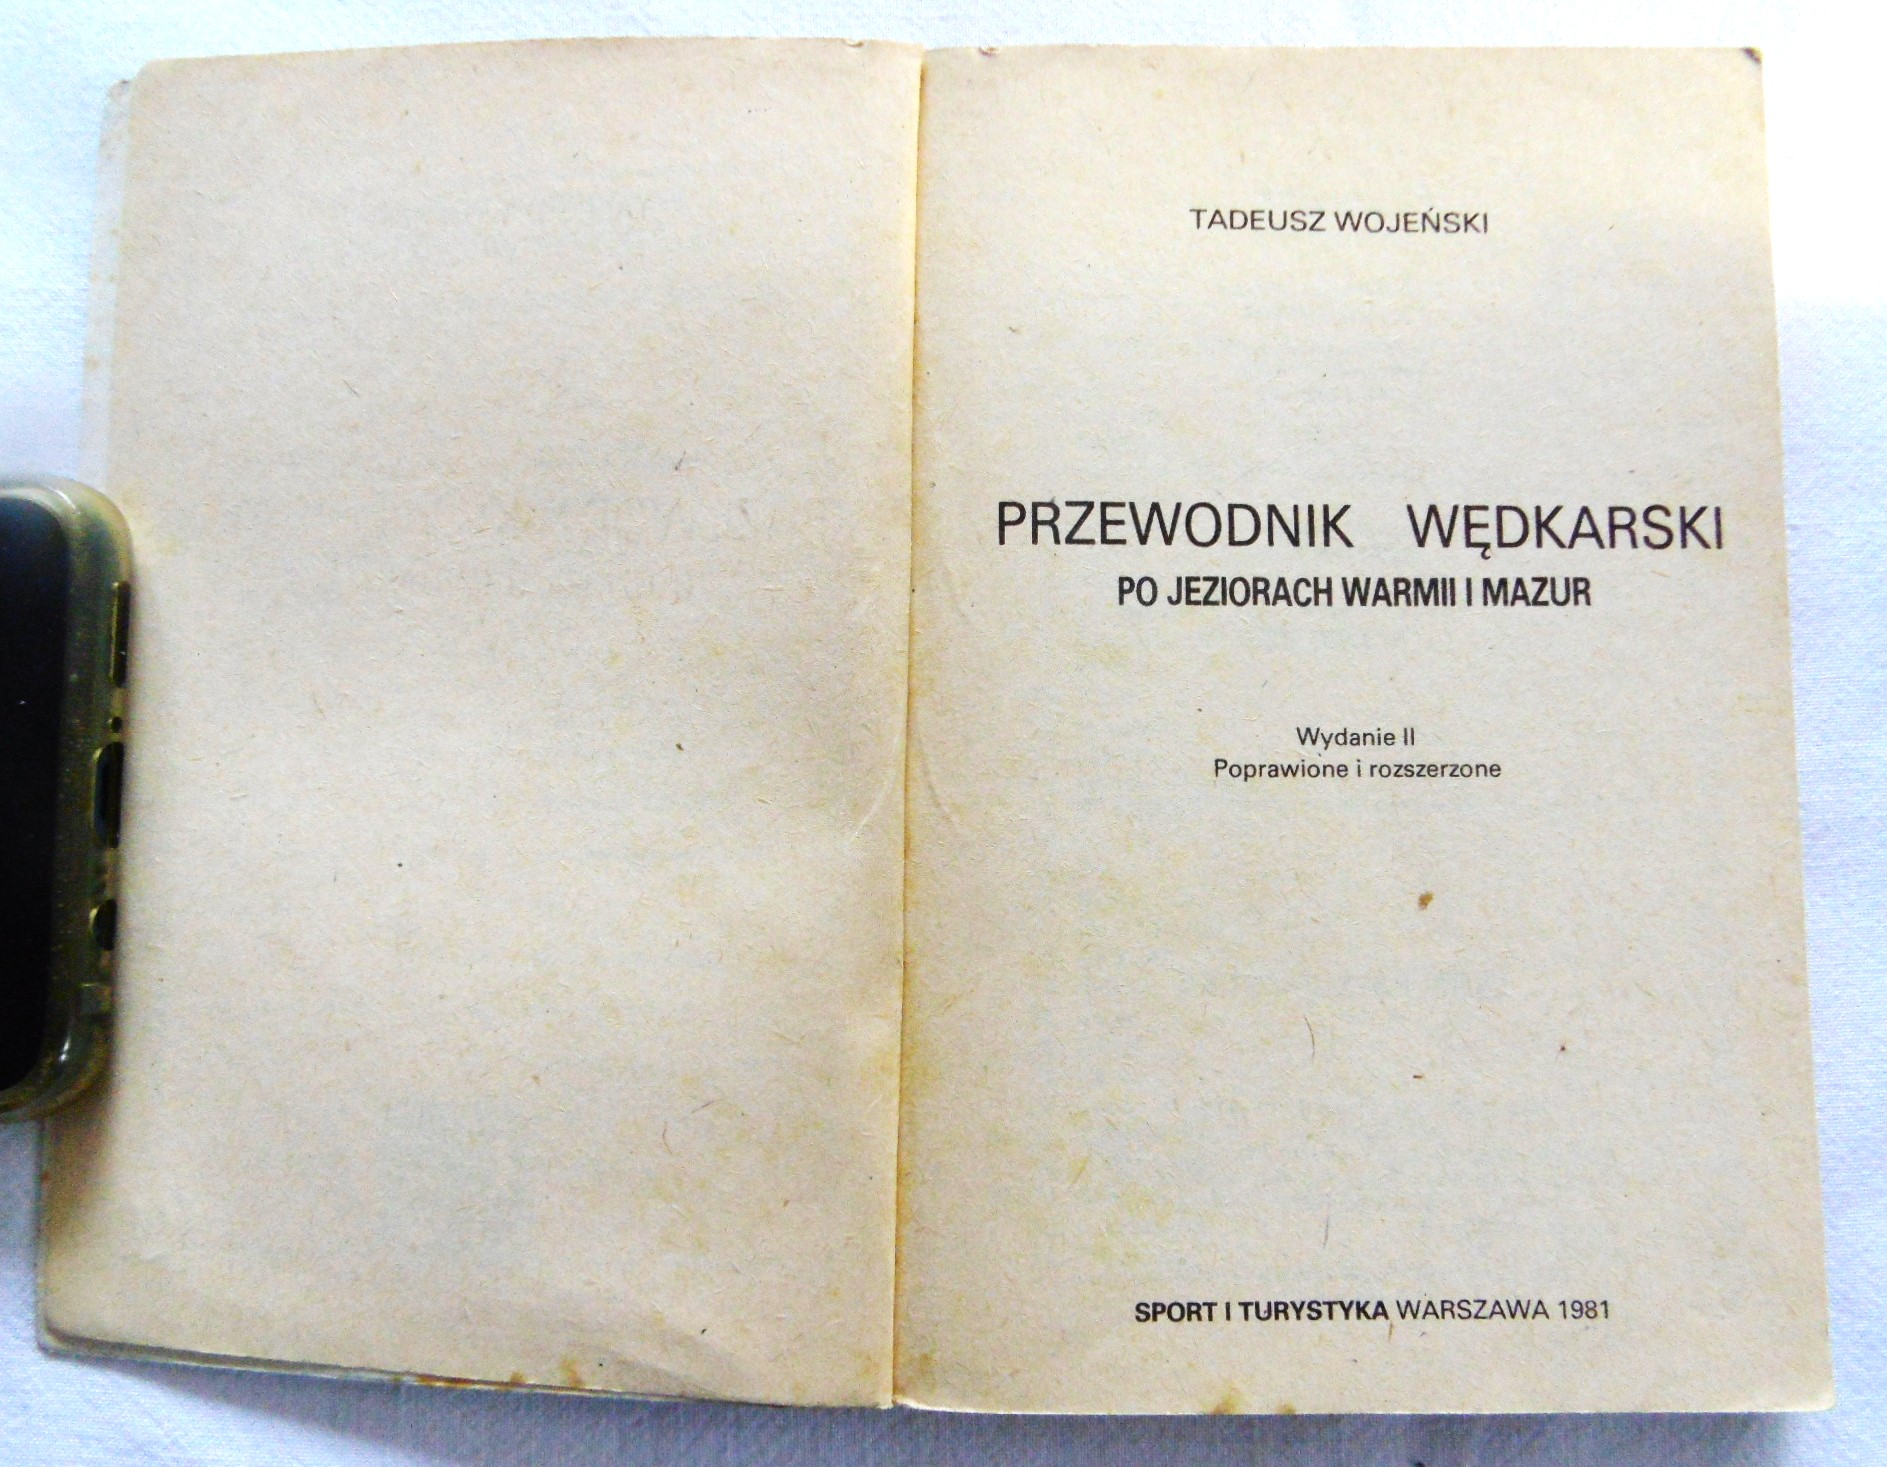 TADEUSZ WOJEŃSKI
PRZEWODNIK WĘDKARSKI
PO JEZIORACH WARMII I MAZUR
Wydanie II
Poprawione i rozszerzone
SPORT I TURYSTYKA WARSZAWA 1981